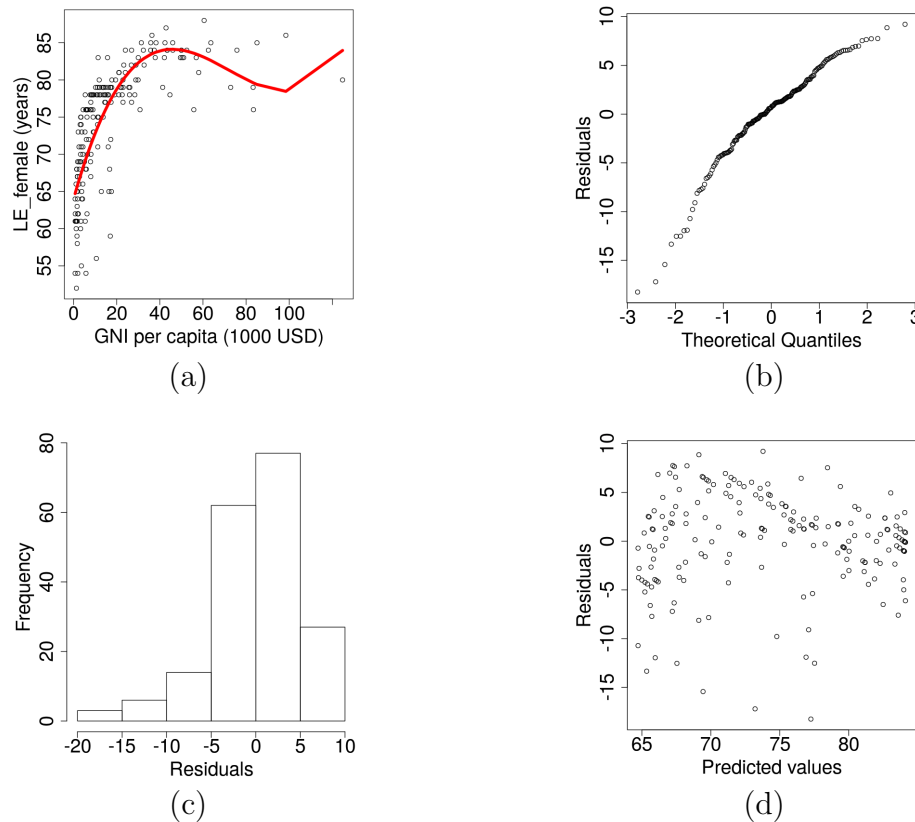 LE_female (years)
55 60 65 70 75 80 85
0 20 40 60 80 100
GNI per capita (1000 USD)
(a)
Residuals
-15 -10 -5 0 5 10
-3 -2 -1 0 1 2 3
Theoretical Quantiles
(b)
Frequency
0 20 40 60 80
-20 -15 -10 -5 0 5 10
Residuals
(c)
Residuals
-15 -10 -5 0 5 10
65 70 75 80
Predicted values
(d)